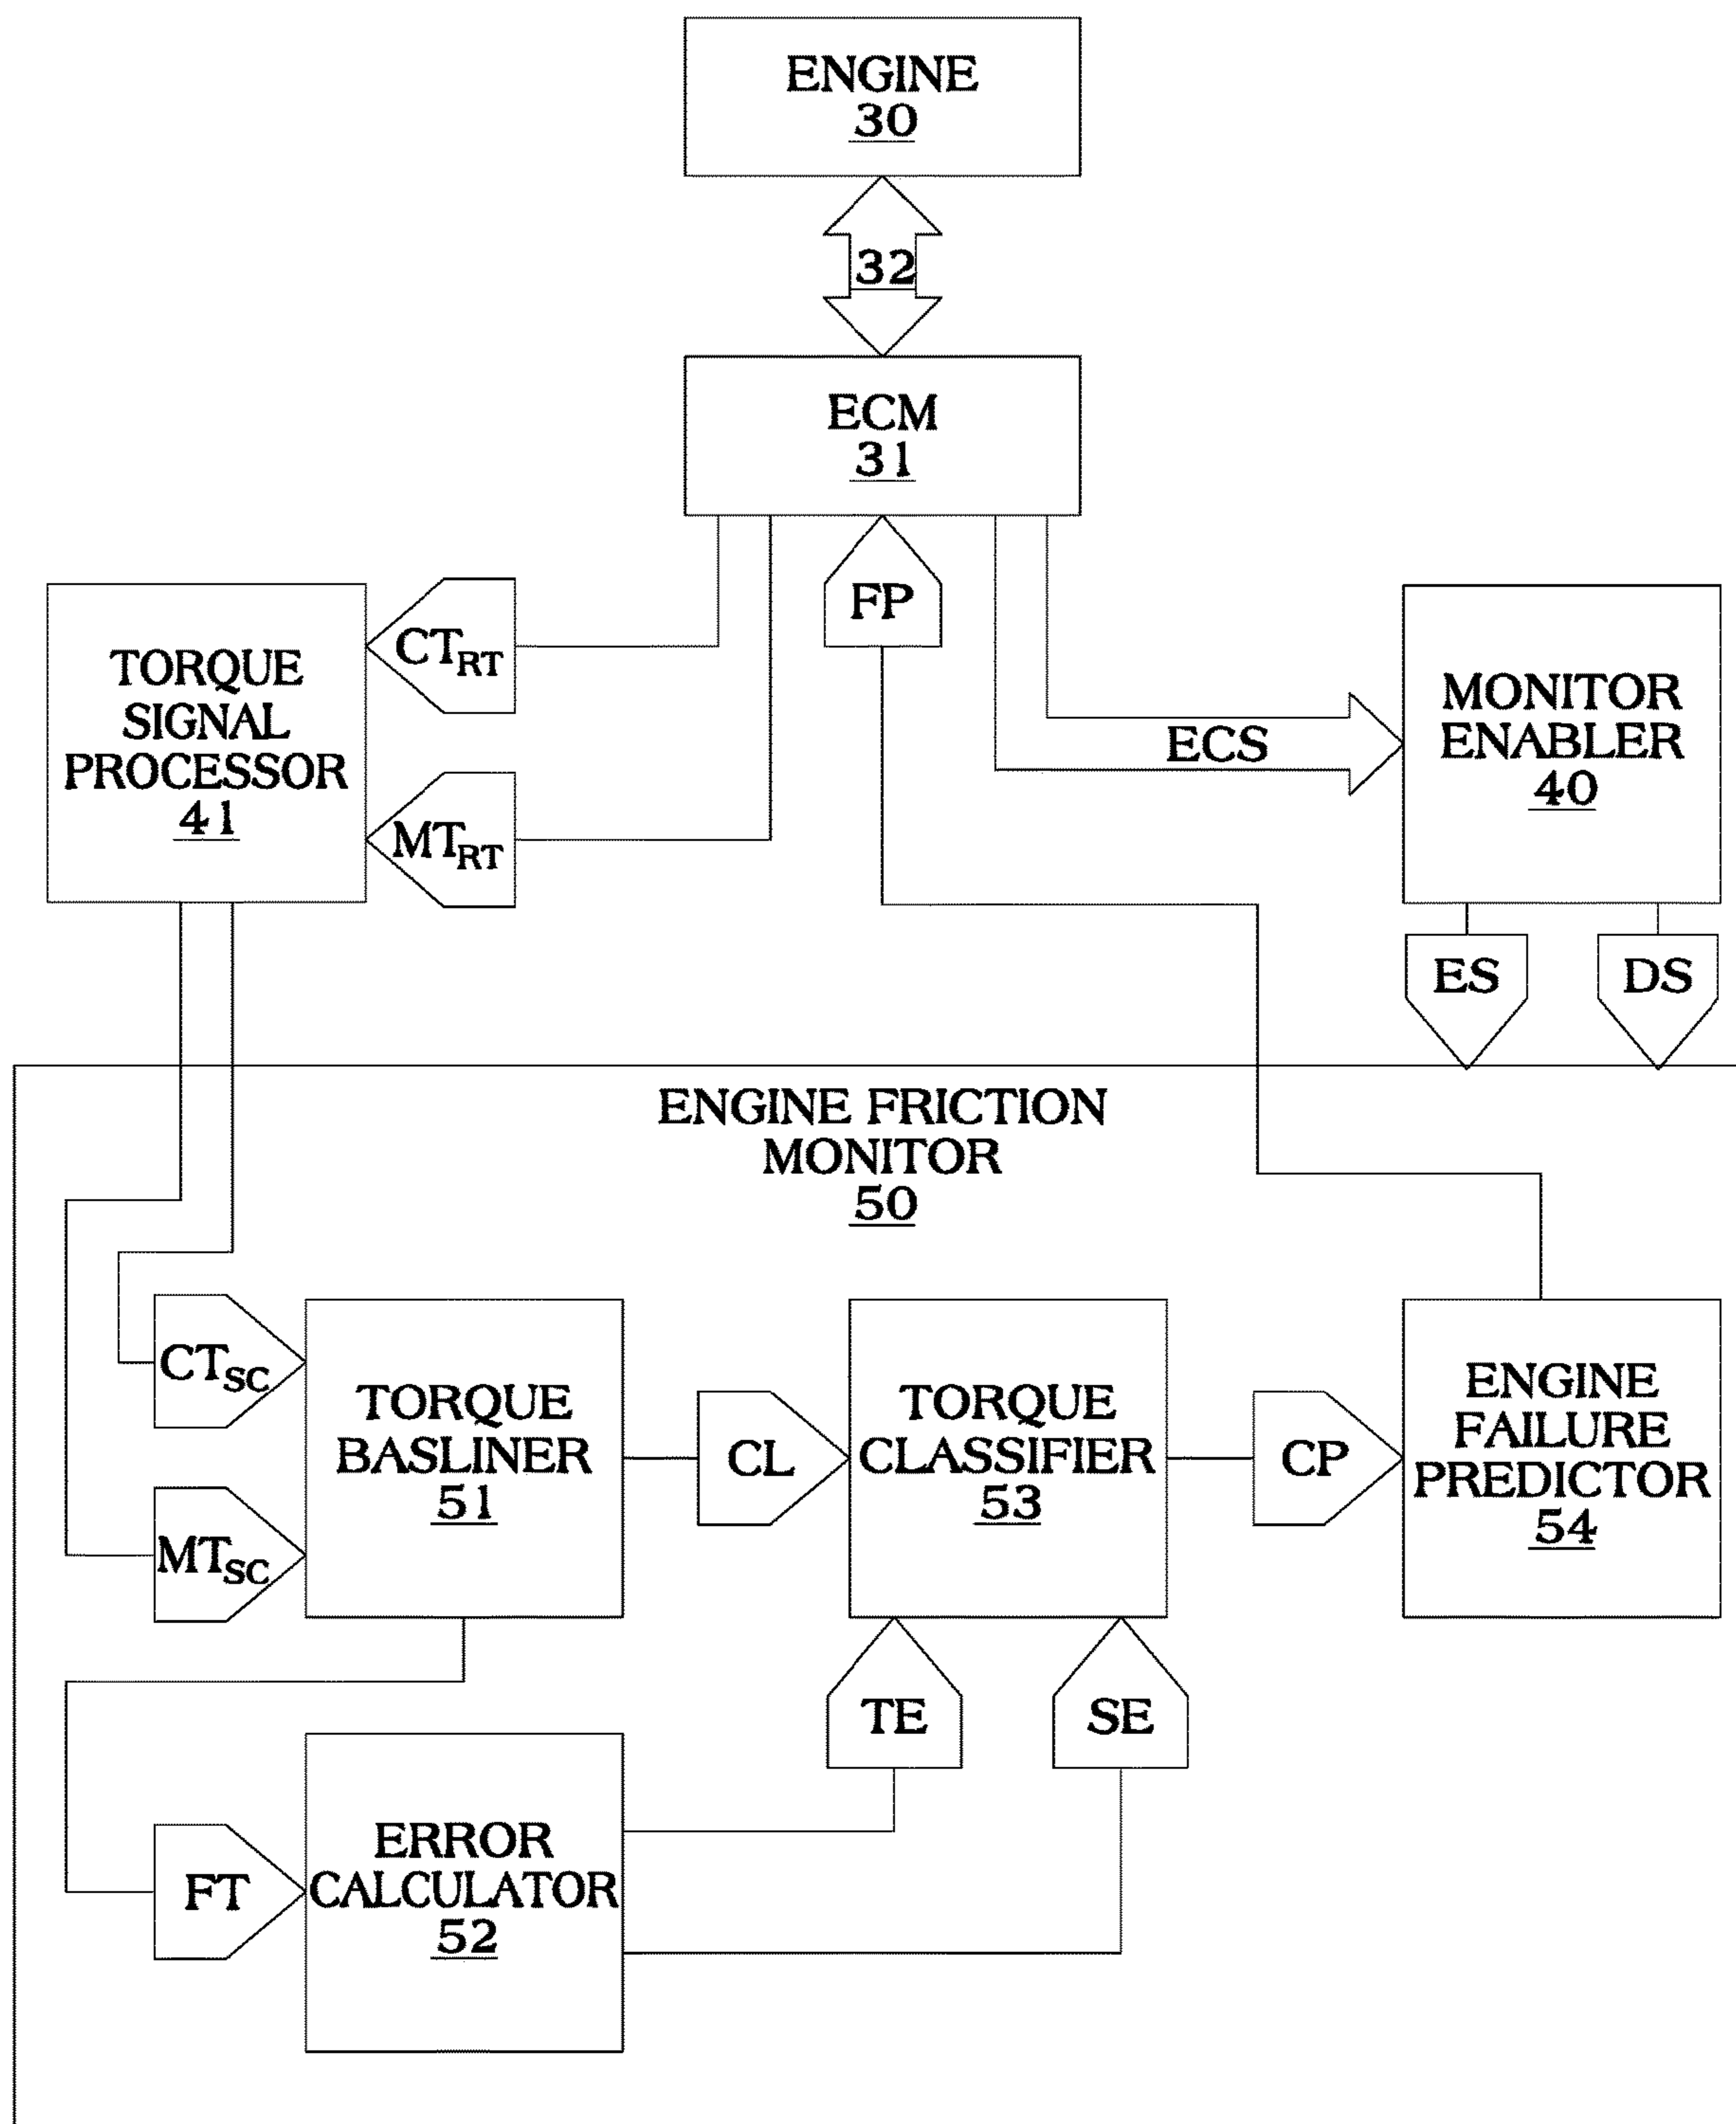 ENGINE
30
32
ECM
31
CTRT
FP
TORQUE
SIGNAL
PROCESSOR
41
MTRT
ECS
MONITOR
ENABLER
40
ES
DS
ENGINE FRICTION
MONITOR
50
CTSC
MTSC
TORQUE
BASLINER
51
CL
TORQUE
CLASSIFIER
53
CP
ENGINE
FAILURE
PREDICTOR
54
TE
SE
FT
ERROR
CALCULATOR
52